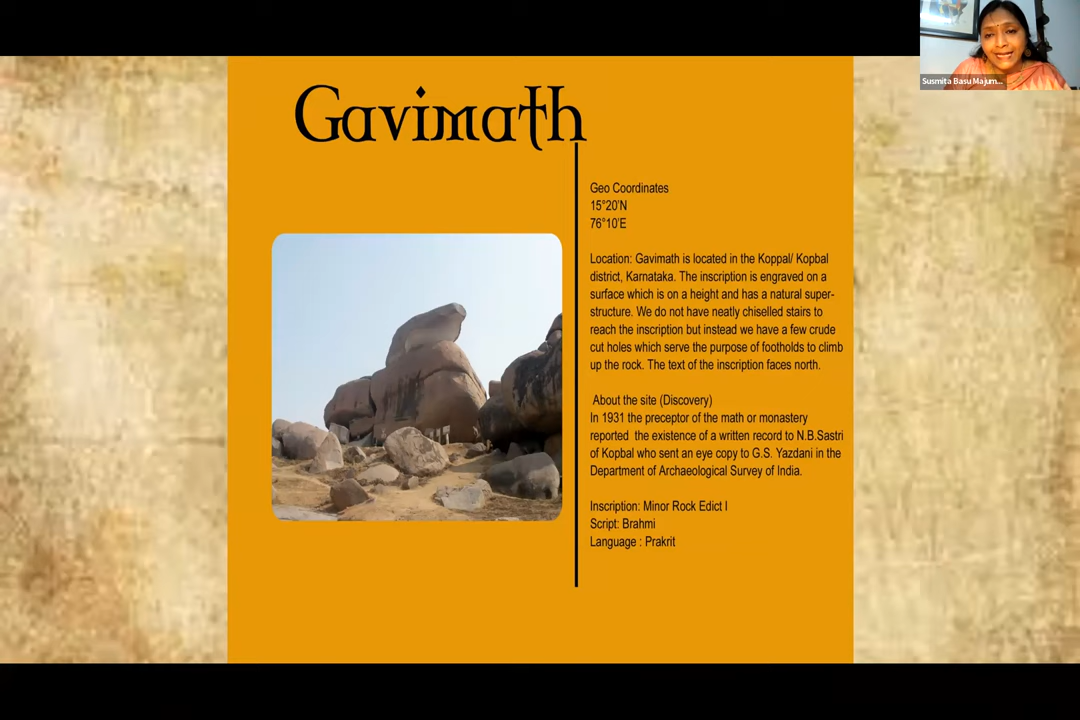 Gavimath
Susmita Basu Majum...
Geo Coordinates
15°20'N
76°10'E
Location: Gavimath is located in the Koppal/ Kopbal
district, Karnataka. The inscription is engraved on a
surface which is on a height and has a natural super-
structure. We do not have neatly chiselled stairs to
reach the inscription but instead we have a few crude
cut holes which serve the purpose of footholds to climb
up the rock. The text of the inscription faces north.
About the site (Discovery)
In 1931 the preceptor of the math or monastery
reported the existence of a written record to N.B.Sastri
of Kopbal who sent an eye copy to G.S. Yazdani in the
Department of Archaeological Survey of India.
Inscription: Minor Rock Edict I
Script: Brahmi
Language : Prakrit